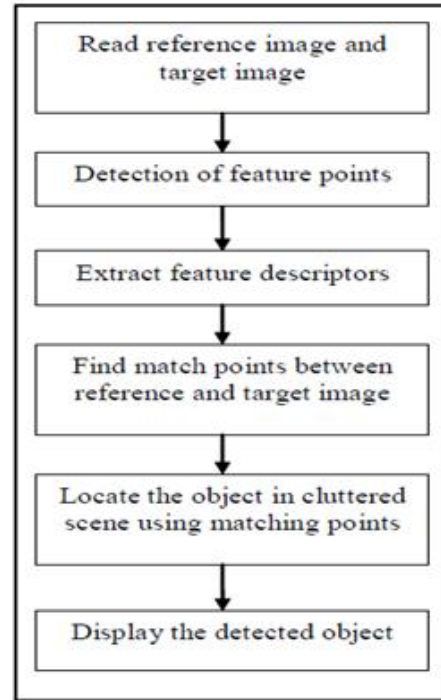 Read reference image and
target image
Detection of feature points
Extract feature descriptors
Find match points between
reference and target image
Locate the object in cluttered
scene using matching points
Display the detected object